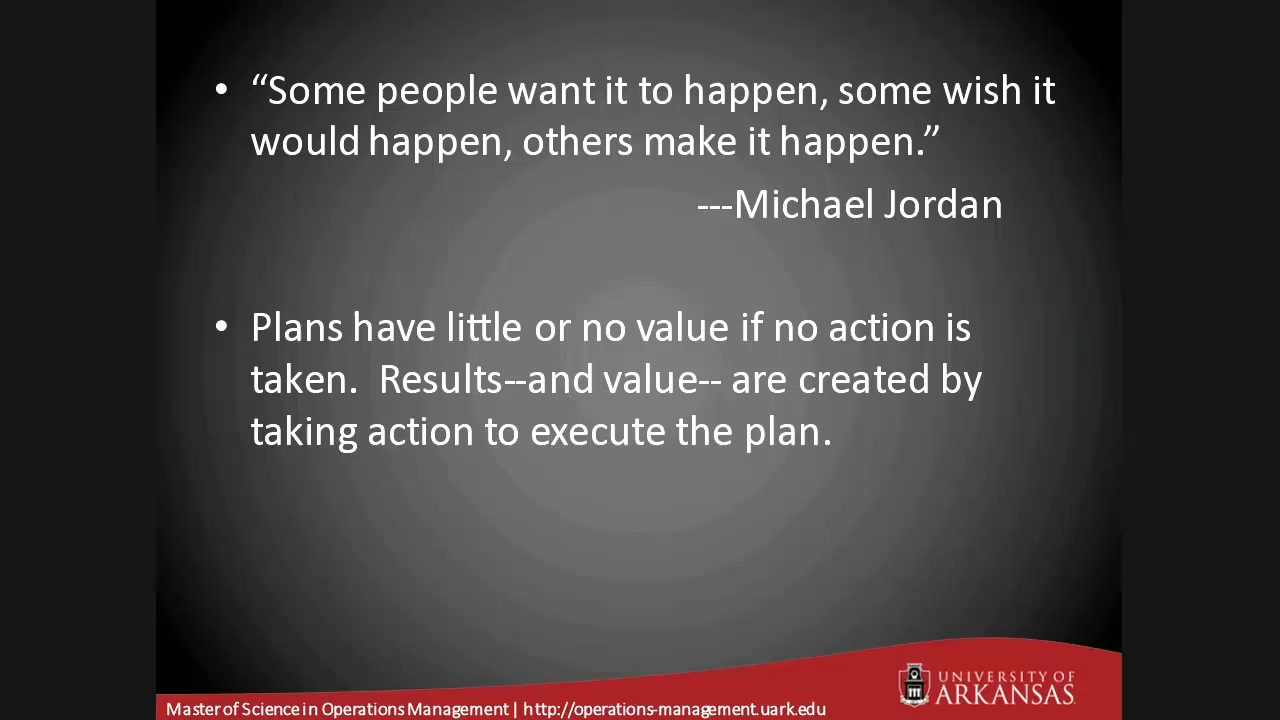 • “Some people want it to happen, some wish it
would happen, others make it happen.”
---Michael Jordan
• Plans have little or no value if no action is
taken.  Results--and value-- are created by
taking action to execute the plan.
UNIVERSITY OF
ARKANSAS
Master of Science in Operations Management | http://operations-management.uark.edu